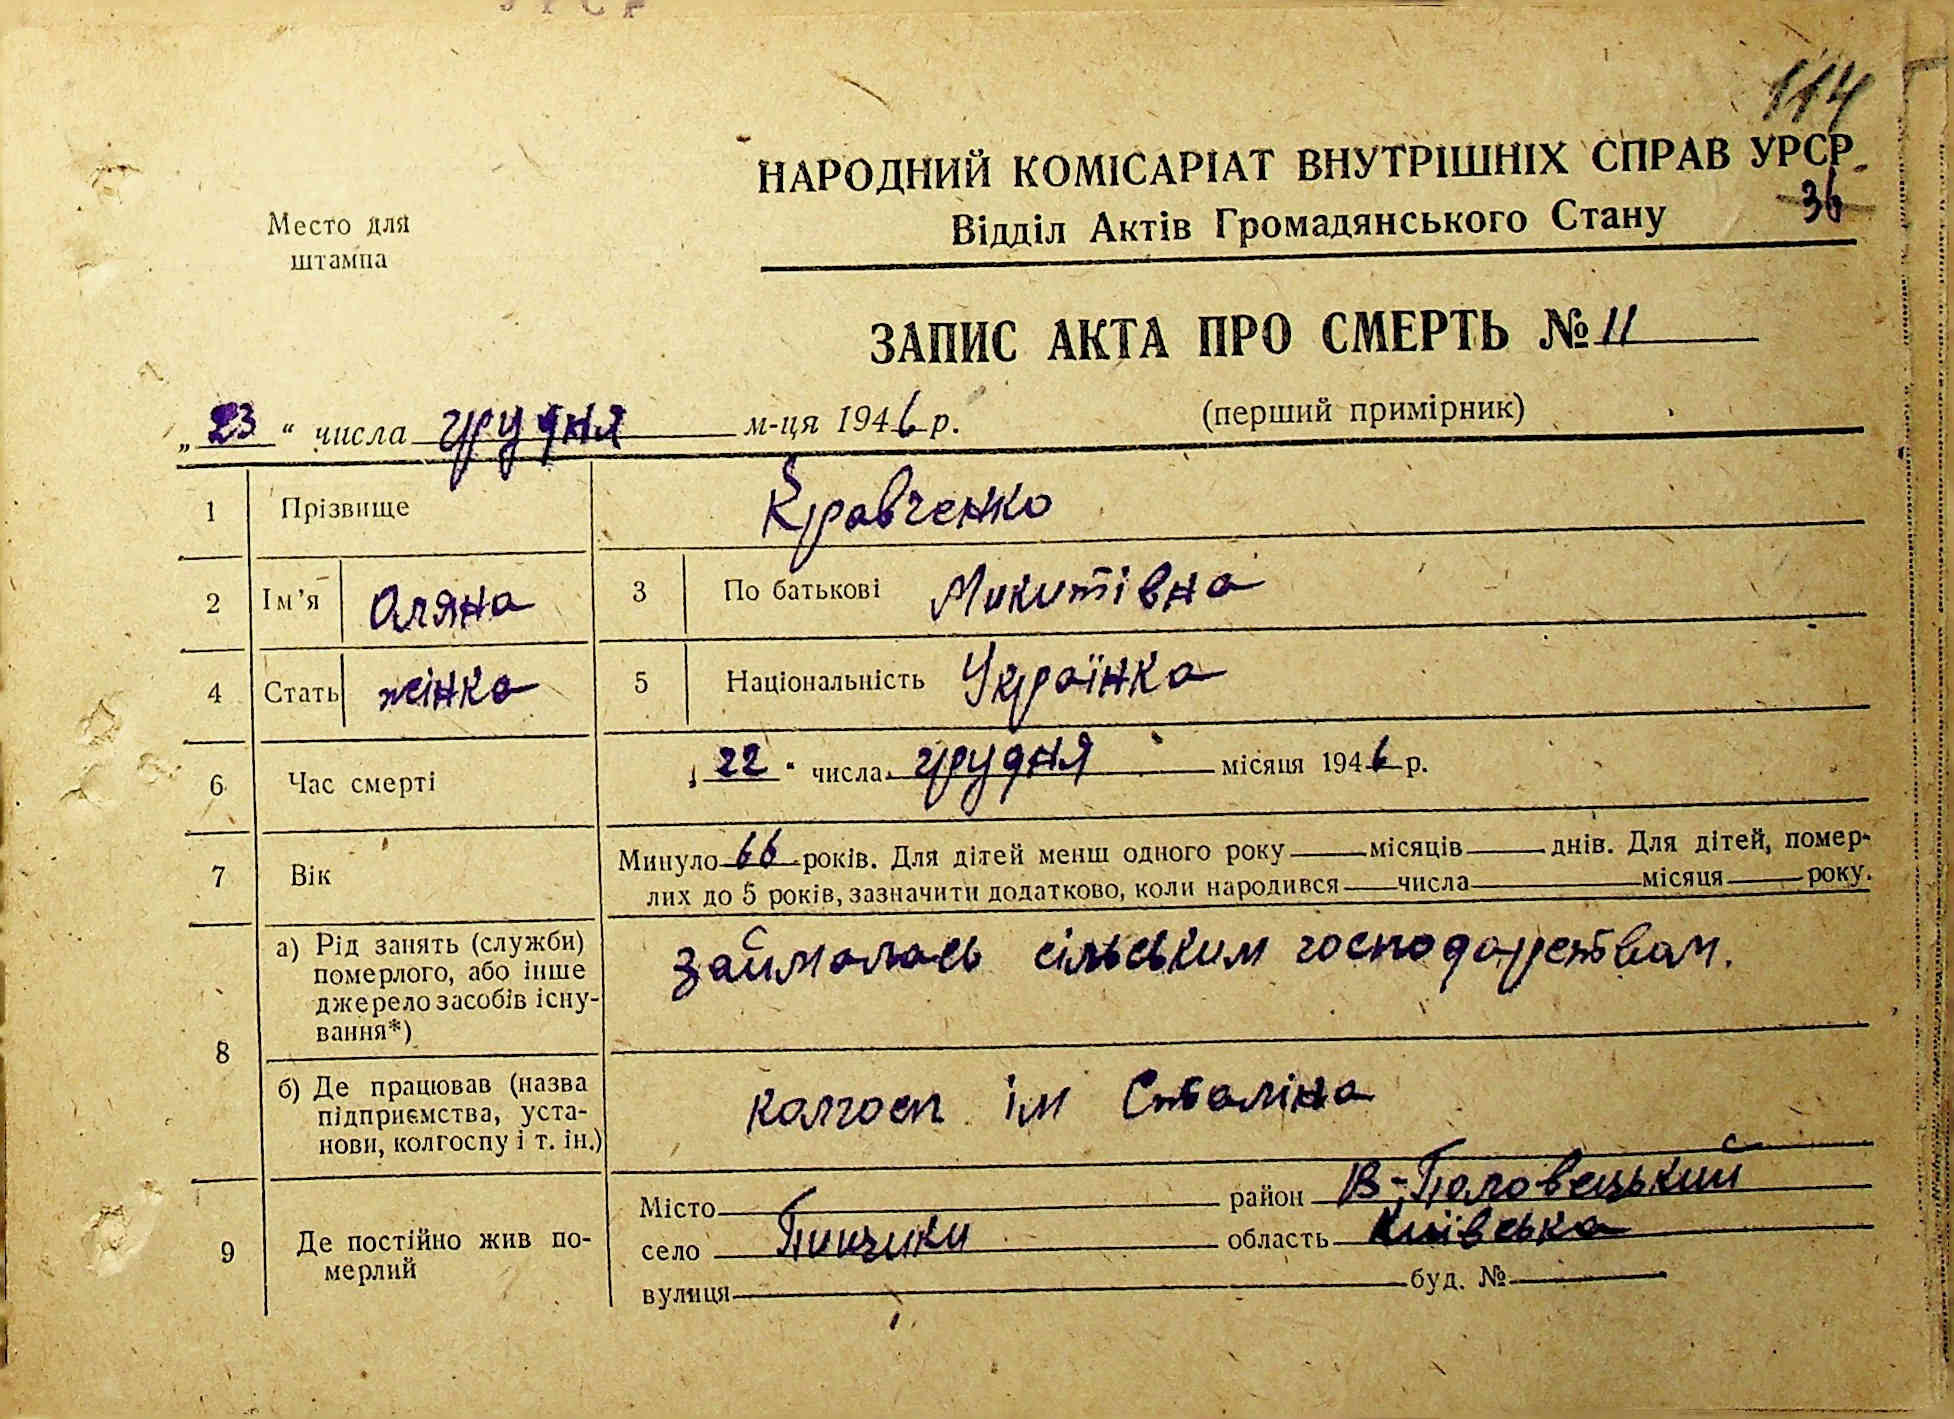 УРСР
114
НАРОДНИЙ КОМІСАРІАТ ВНУТРІШНІХ СПРАВ УРСР
36
Відділ Актів Громадянського Стану
Место для
штампа
ЗАПИС АКТА ПРО СМЕРТЬ № 11
„23“ числа грудня м-ця 1946 р. (перший примірник)
1 Прізвище Кравченко
2 Ім'я Оляна 3 По батькові Микитівна
4 Стать жінка 5 Національність Українка
6 Час смерті „22“ числа грудня місяця 1946 р.
7 Вік Минуло 66 років. Для дітей менш одного року місяців днів. Для дітей, помер-
лих до 5 років, зазначити додатково, коли народився числа місяця року.
8 а) Рід занять (служби)
померлого, або інше
джерело засобів існу-
вання*)
займалась сільським господарством.
б) Де працював (назва
підприємства, уста-
нови, колгоспу і т. ін.)
колгосп ім Сталіна
9 Де постійно жив по-
мерлий
Місто район В-Половецький
село Пинчуки область Київська
вулиця буд. №